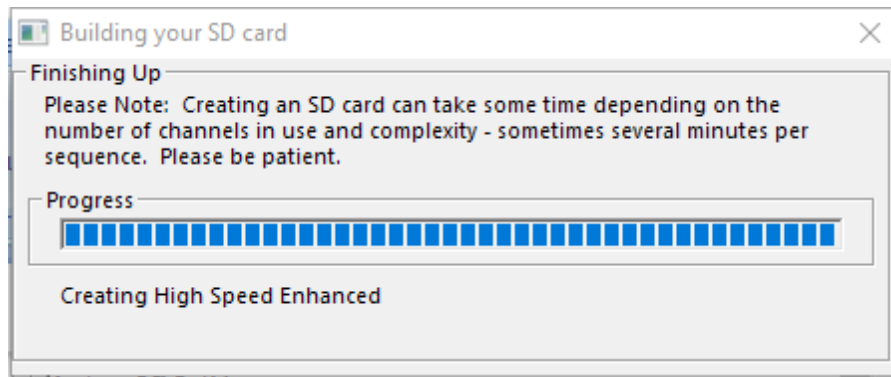 Building your SD card
Finishing Up
Please Note:  Creating an SD card can take some time depending on the
number of channels in use and complexity - sometimes several minutes per
sequence.  Please be patient.
Progress
Creating High Speed Enhanced